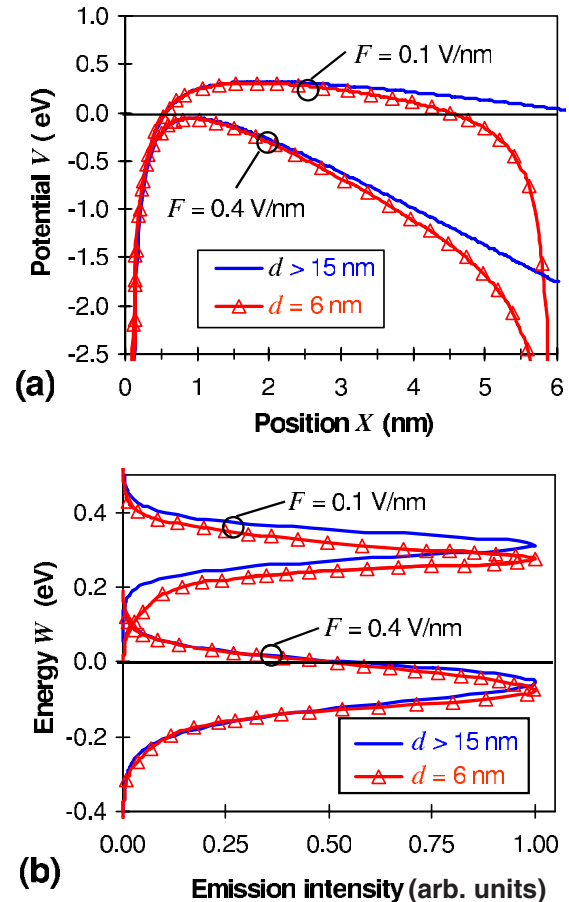 1.0
0.5
0.0
-0.5
-1.0
-1.5
-2.0
-2.5
Potential V ( eV)
F = 0.1 V/nm
F = 0.4 V/nm
d > 15 nm
d = 6 nm
0 1 2 3 4 5 6
(a)
Position X (nm)
0.4
0.2
0.0
-0.2
-0.4
Energy W (eV)
F = 0.1 V/nm
F = 0.4 V/nm
d > 15 nm
d = 6 nm
0.00 0.25 0.50 0.75 1.00
(b)
Emission intensity (arb. units)